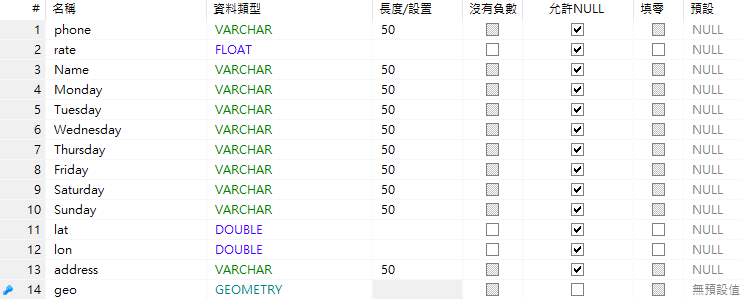 # 名稱 資料類型 長度/設置 沒有負數 允許NULL 填零 預設
1 phone VARCHAR 50 NULL
2 rate FLOAT NULL
3 Name VARCHAR 50 NULL
4 Monday VARCHAR 50 NULL
5 Tuesday VARCHAR 50 NULL
6 Wednesday VARCHAR 50 NULL
7 Thursday VARCHAR 50 NULL
8 Friday VARCHAR 50 NULL
9 Saturday VARCHAR 50 NULL
10 Sunday VARCHAR 50 NULL
11 lat DOUBLE NULL
12 lon DOUBLE NULL
13 address VARCHAR 50 NULL
14 geo GEOMETRY 無預設值